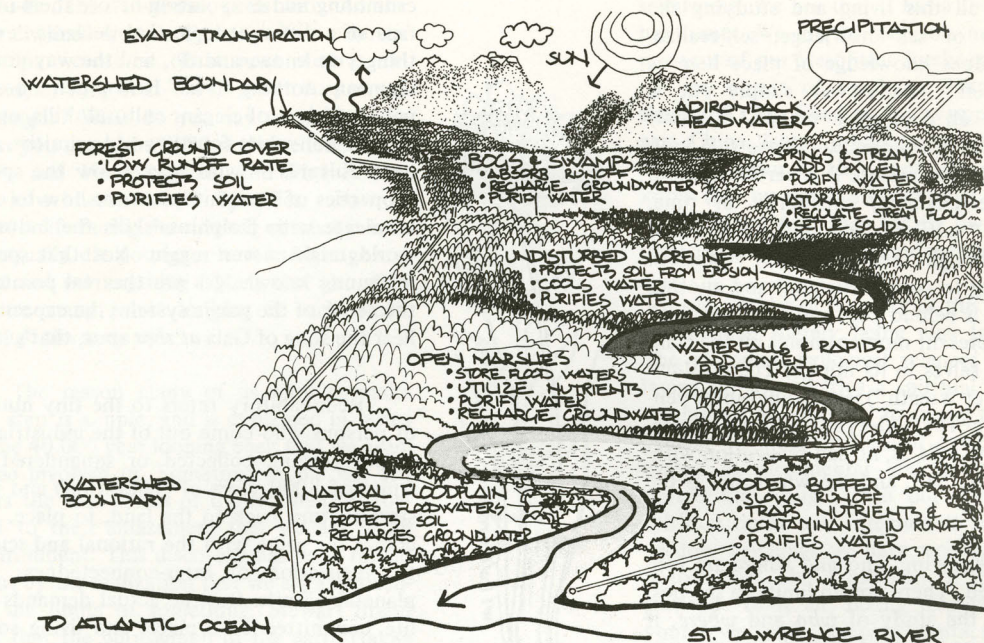 EVAPO-TRANSPIRATION
PRECIPITATION
SUN
WATERSHED BOUNDARY
ADIRONDACK
HEADWATERS
FOREST GROUND COVER
• LOW RUNOFF RATE
• PROTECTS SOIL
• PURIFIES WATER
BOGS & SWAMPS
• ABSORB RUNOFF
• RECHARGE GROUNDWATER
• PURIFY WATER
SPRINGS & STREAMS
• ADD OXYGEN
• PURIFY WATER
NATURAL LAKES & PONDS
• REGULATE STREAM FLOW
• SETTLE SOLIDS
UNDISTURBED SHORELINE
• PROTECTS SOIL FROM EROSION
• COOLS WATER
• PURIFIES WATER
WATERFALLS & RAPIDS
• ADD OXYGEN
• PURIFY WATER
OPEN MARSHES
• STORE FLOOD WATERS
• UTILIZE NUTRIENTS
• PURIFY WATER
• RECHARGE GROUNDWATER
WATERSHED
BOUNDARY
NATURAL FLOODPLAIN
• STORES FLOODWATERS
• PROTECTS SOIL
• RECHARGES GROUNDWATER
WOODED BUFFER
• SLOWS RUNOFF
• TRAPS NUTRIENTS &
CONTAMINANTS IN RUNOFF
• PURIFIES WATER
TO ATLANTIC OCEAN
ST. LAWRENCE RIVER